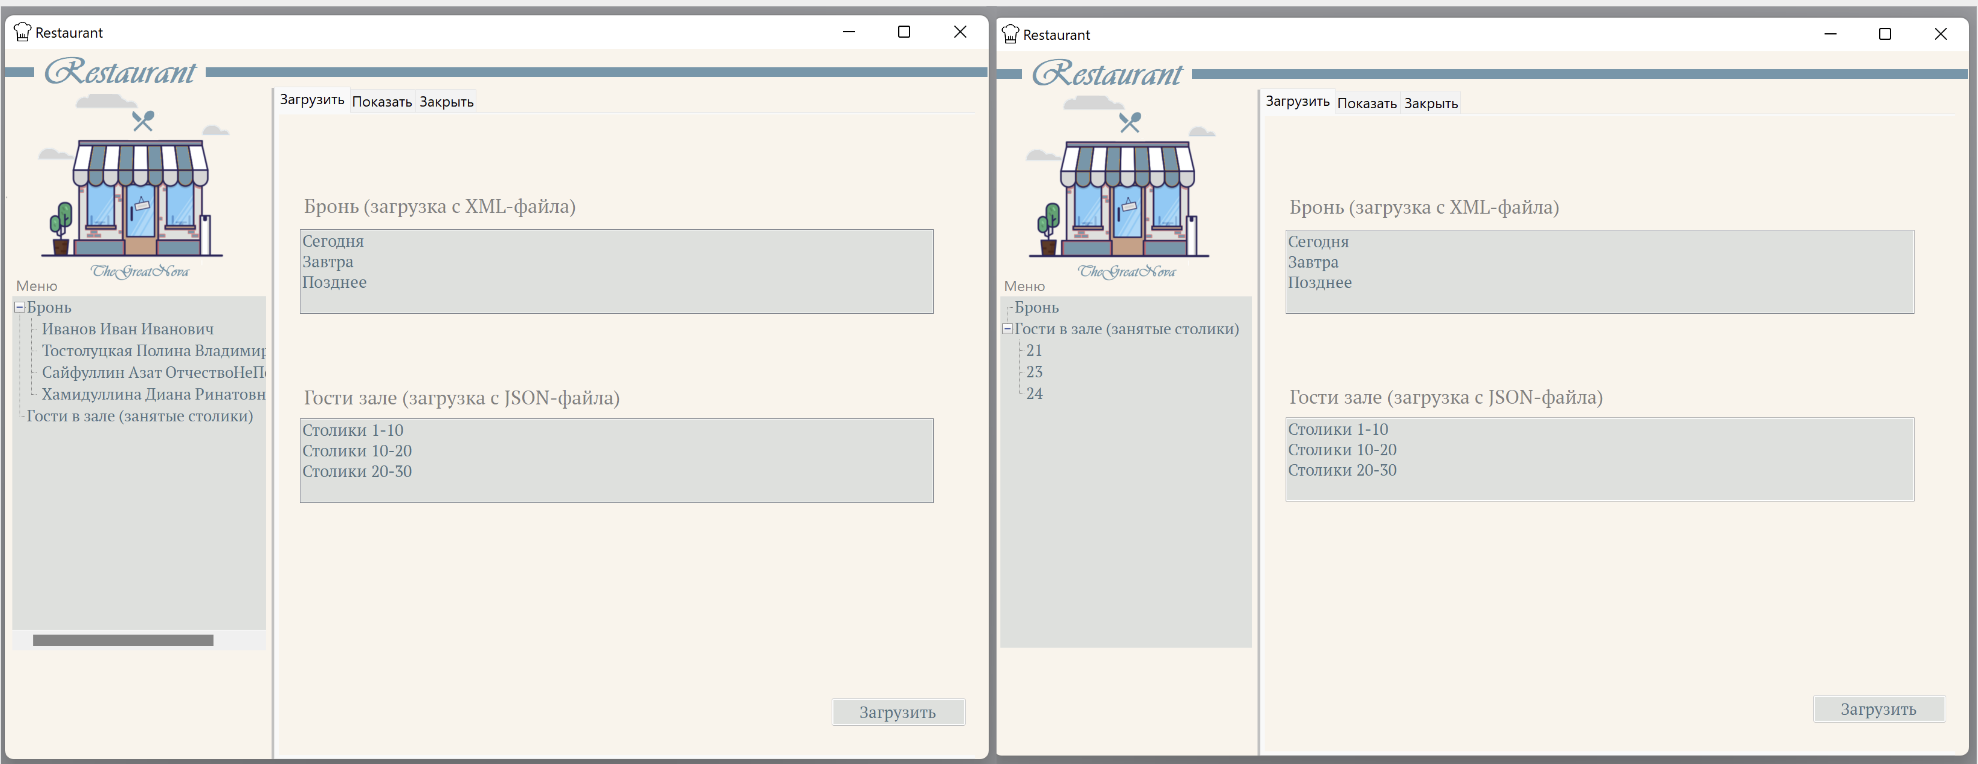 Restaurant
Restaurant
Загрузить Показать Закрыть
TheGreatNova
Меню
Бронь
Иванов Иван Иванович
Тостолуцкая Полина Владимир
Сайфуллин Азат ОтчествоНеП
Хамидуллина Диана Ринатовн
Гости в зале (занятые столики)
Бронь (загрузка с XML-файла)
Сегодня
Завтра
Позднее
Гости зале (загрузка с JSON-файла)
Столики 1-10
Столики 10-20
Столики 20-30
Загрузить
Restaurant
Restaurant
Загрузить Показать Закрыть
TheGreatNova
Меню
Бронь
Гости в зале (занятые столики)
21
23
24
Бронь (загрузка с XML-файла)
Сегодня
Завтра
Позднее
Гости зале (загрузка с JSON-файла)
Столики 1-10
Столики 10-20
Столики 20-30
Загрузить